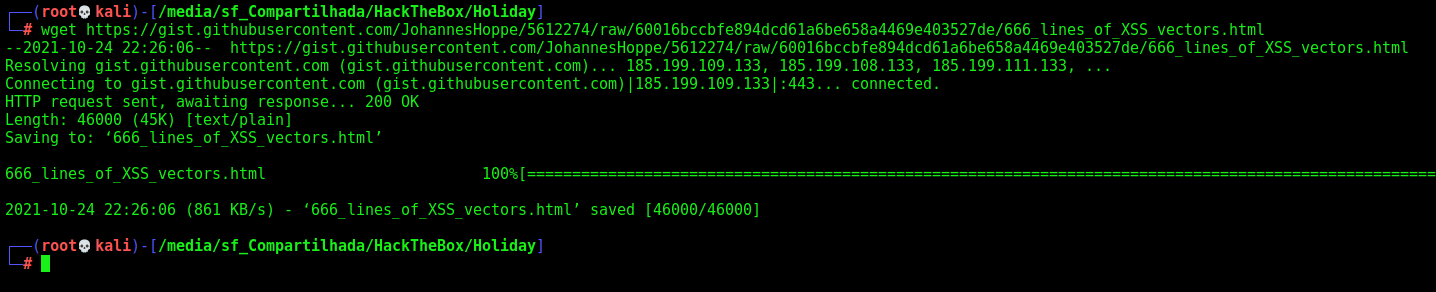 ┌──(root💀kali)-[/media/sf_Compartilhada/HackTheBox/Holiday]
└─# wget https://gist.githubusercontent.com/JohannesHoppe/5612274/raw/60016bccbfe894dcd61a6be658a4469e403527de/666_lines_of_XSS_vectors.html
--2021-10-24 22:26:06--  https://gist.githubusercontent.com/JohannesHoppe/5612274/raw/60016bccbfe894dcd61a6be658a4469e403527de/666_lines_of_XSS_vectors.html
Resolving gist.githubusercontent.com (gist.githubusercontent.com)... 185.199.109.133, 185.199.108.133, 185.199.111.133, ...
Connecting to gist.githubusercontent.com (gist.githubusercontent.com)|185.199.109.133|:443... connected.
HTTP request sent, awaiting response... 200 OK
Length: 46000 (45K) [text/plain]
Saving to: ‘666_lines_of_XSS_vectors.html’
666_lines_of_XSS_vectors.html                        100%[=====================================================================================================
2021-10-24 22:26:06 (861 KB/s) - ‘666_lines_of_XSS_vectors.html’ saved [46000/46000]
┌──(root💀kali)-[/media/sf_Compartilhada/HackTheBox/Holiday]
└─#